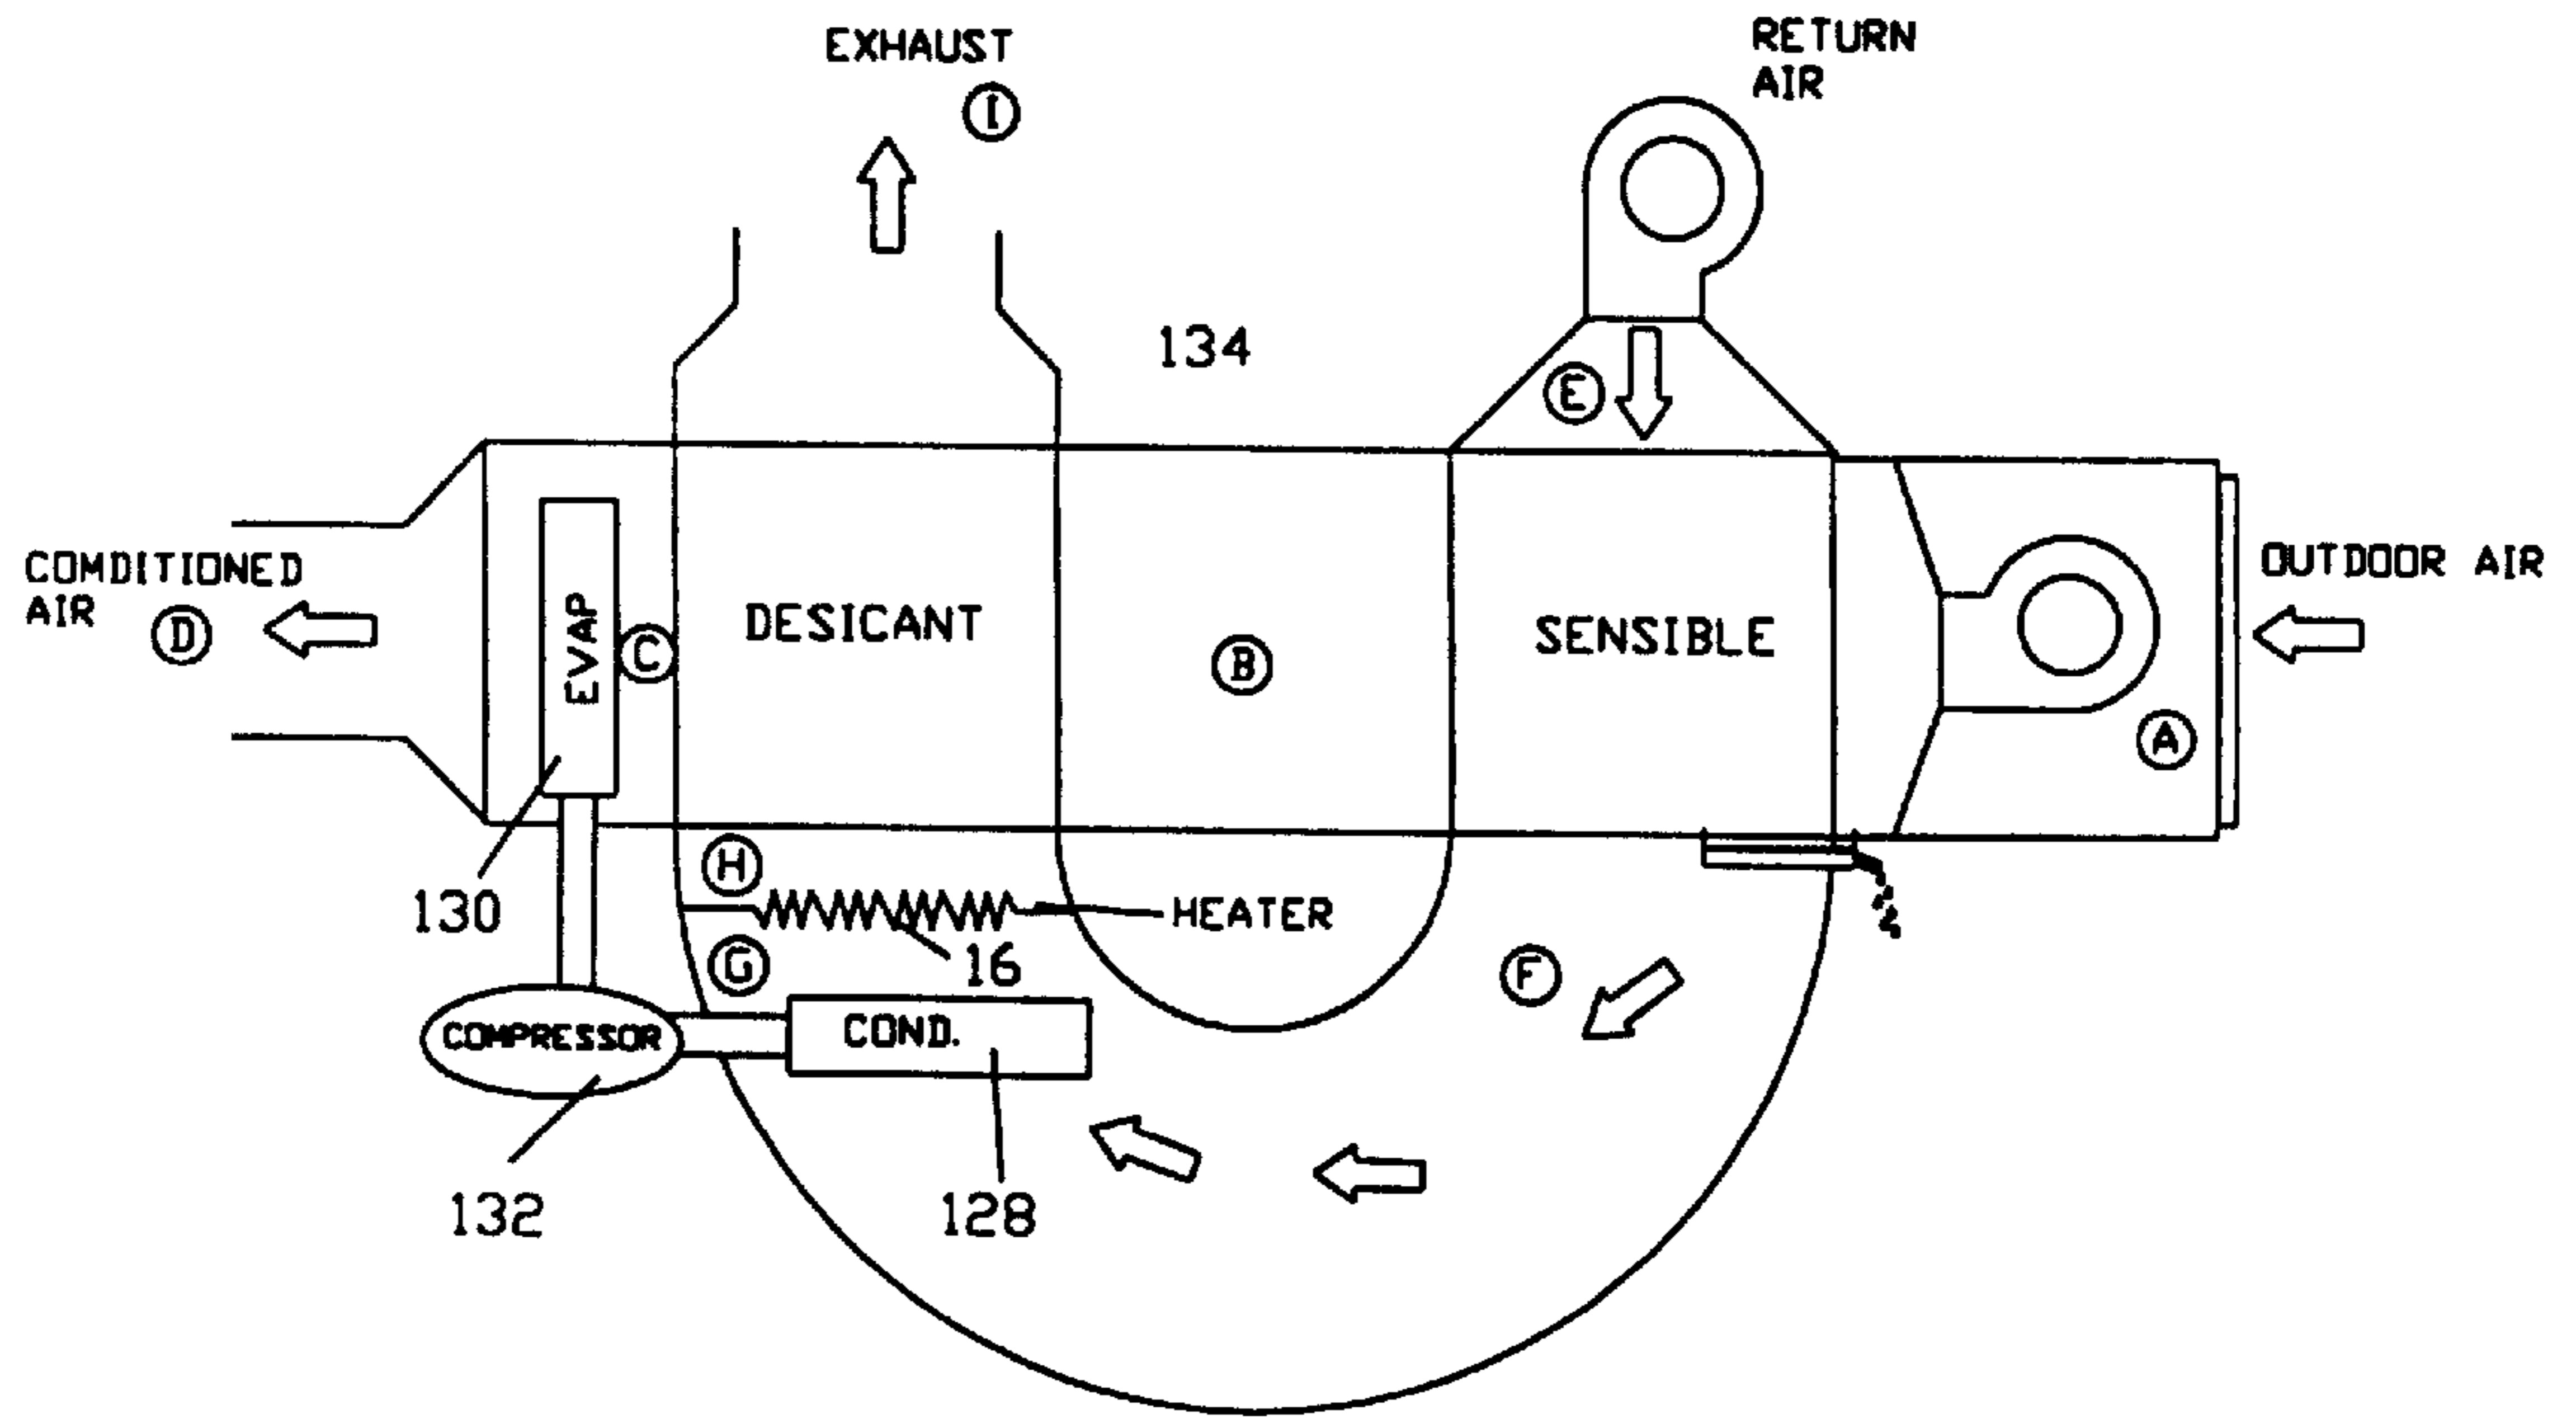 EXHAUST
I
RETURN
AIR
134
E
COMDITIONED
AIR
D
EVAP
C
DESICANT
B
SENSIBLE
OUTDOOR AIR
A
H
130
HEATER
G
16
F
COMPRESSOR
COND.
132
128